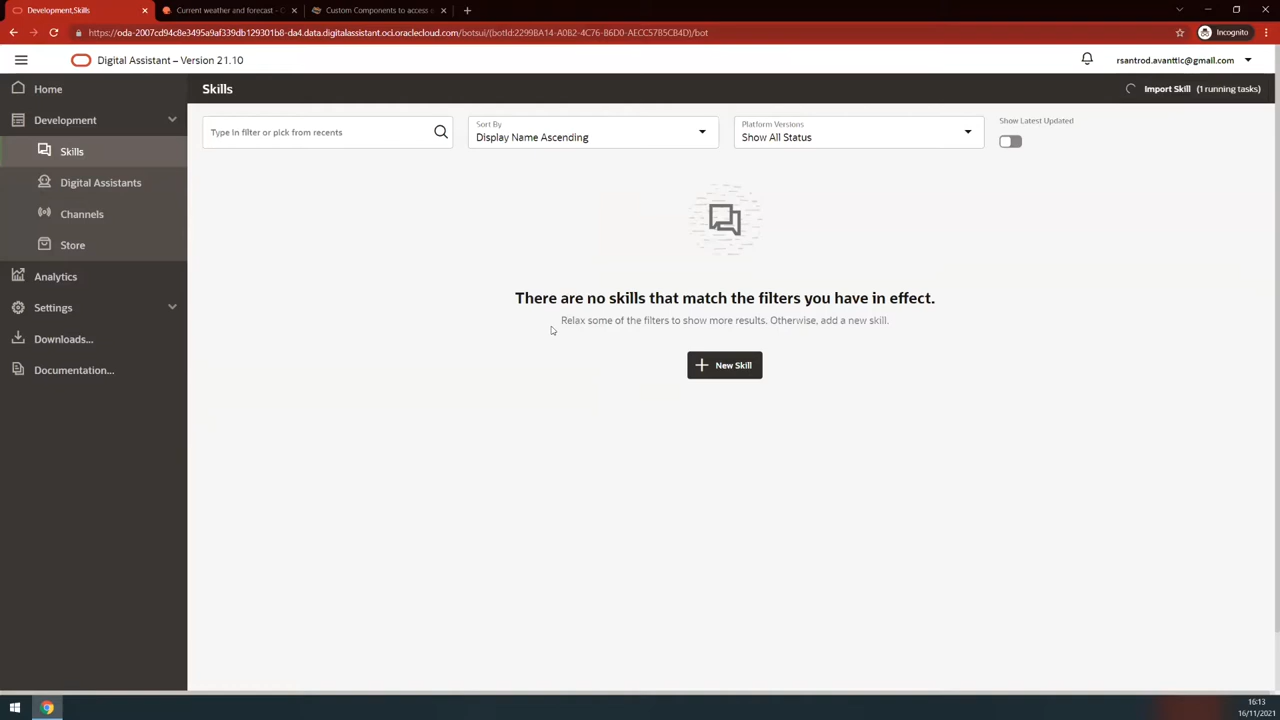 Development,Skills
Current weather and forecast - O
Custom Components to access
https://oda-2007cd94c8e3495a9af339db129301b8-da4.data.digitalassistant.oci.oraclecloud.com/botsui/(botId:2299BA14-A0B2-4C76-B6D0-AECC57B5CB4D)/bot
Incognito
Digital Assistant – Version 21.10
rsantrod.avanttic@gmail.com
Home
Development
Skills
Digital Assistants
Channels
Store
Analytics
Settings
Downloads...
Documentation...
Skills
Import Skill (1 running tasks)
Type in filter or pick from recents
Sort By
Display Name Ascending
Platform Versions
Show All Status
Show Latest Updated
There are no skills that match the filters you have in effect.
Relax some of the filters to show more results. Otherwise, add a new skill.
New Skill
16:13
16/11/2021